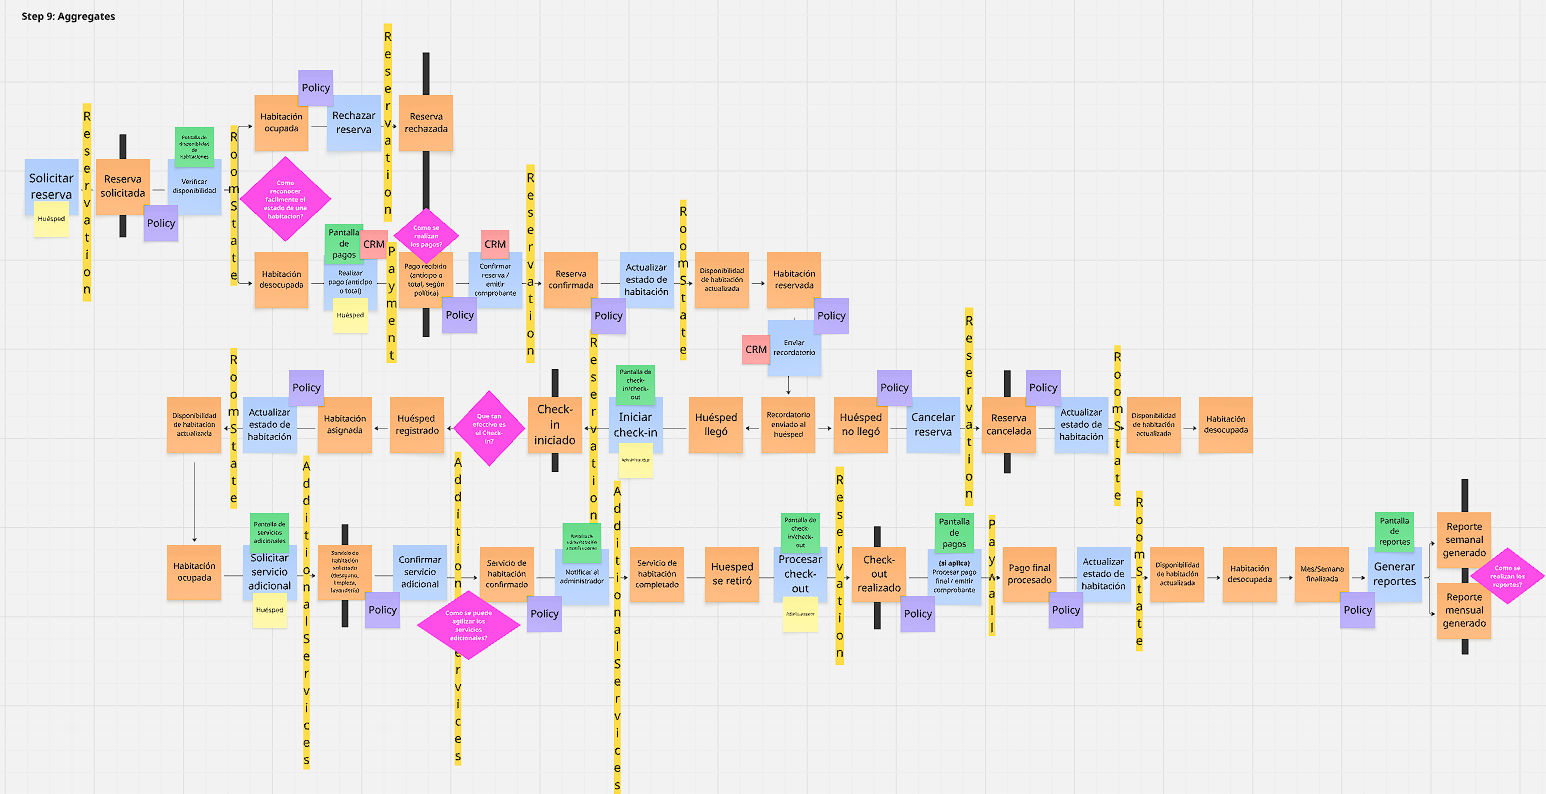 Step 9: Aggregates
Policy
Habitación
ocupada
Rechazar
reserva
Reservation
Reserva
rechazada
Solicitar
reserva
Huésped
Reservation
Reserva
solicitada
Pantalla de
disponibilidad
de
habitaciones
Verificar
disponibilidad
Policy
RoomState
Como
reconocer
facilmente el
estado de una
habitacion?
Habitación
desocupada
Pantalla
de
pagos
CRM
Realizar
pago (anticipo
o total)
Huésped
Payment
Como se
realizan
los pagos?
Pago recibido
(anticipo o
total, según
política)
Policy
CRM
Confirmar
reserva /
emitir
comprobante
Reservation
Reserva
confirmada
Policy
Actualizar
estado de
habitación
RoomState
Disponibilidad
de habitación
actualizada
Habitación
reservada
Policy
CRM
Enviar
recordatorio
Disponibilidad
de habitación
actualizada
RoomState
Actualizar
estado de
habitación
Policy
Habitación
asignada
Huésped
registrado
Que tan
efectivo es
el Check-
in?
Check-
in
iniciado
Reservation
Pantalla de
check-
in/check-
out
Iniciar
check-in
Huésped
llegó
Recordatorio
enviado al
huésped
Huésped
no llegó
Policy
Cancelar
reserva
Reservation
Reserva
cancelada
Policy
Actualizar
estado de
habitación
RoomState
Disponibilidad
de habitación
actualizada
Habitación
desocupada
Habitación
ocupada
Pantalla de
servicios
adicionales
Solicitar
servicio
adicional
Huésped
AdditionalServices
Servicio de
habitación
solicitado
(desayuno,
limpieza,
lavandería)
Policy
Confirmar
servicio
adicional
AdditionalServices
Como se puede
agilizar los
servicios
adicionales?
Servicio de
habitación
confirmado
Policy
Notificar al
administrador
AdditionalServices
Servicio de
habitación
completado
Huésped
se retiró
Pantalla de
check-
in/check-
out
Procesar
check-
out
Reservation
Check-
out
realizado
Policy
Pantalla
de
pagos
(si aplica)
Procesar pago
final / emitir
comprobante
Pago final
procesado
Policy
Actualizar
estado de
habitación
RoomState
Disponibilidad
de habitación
actualizada
Habitación
desocupada
Mes/Semana
finalizada
Policy
Pantalla
de
reportes
Generar
reportes
Reporte
semanal
generado
Reporte
mensual
generado
Como se
realizan los
reportes?